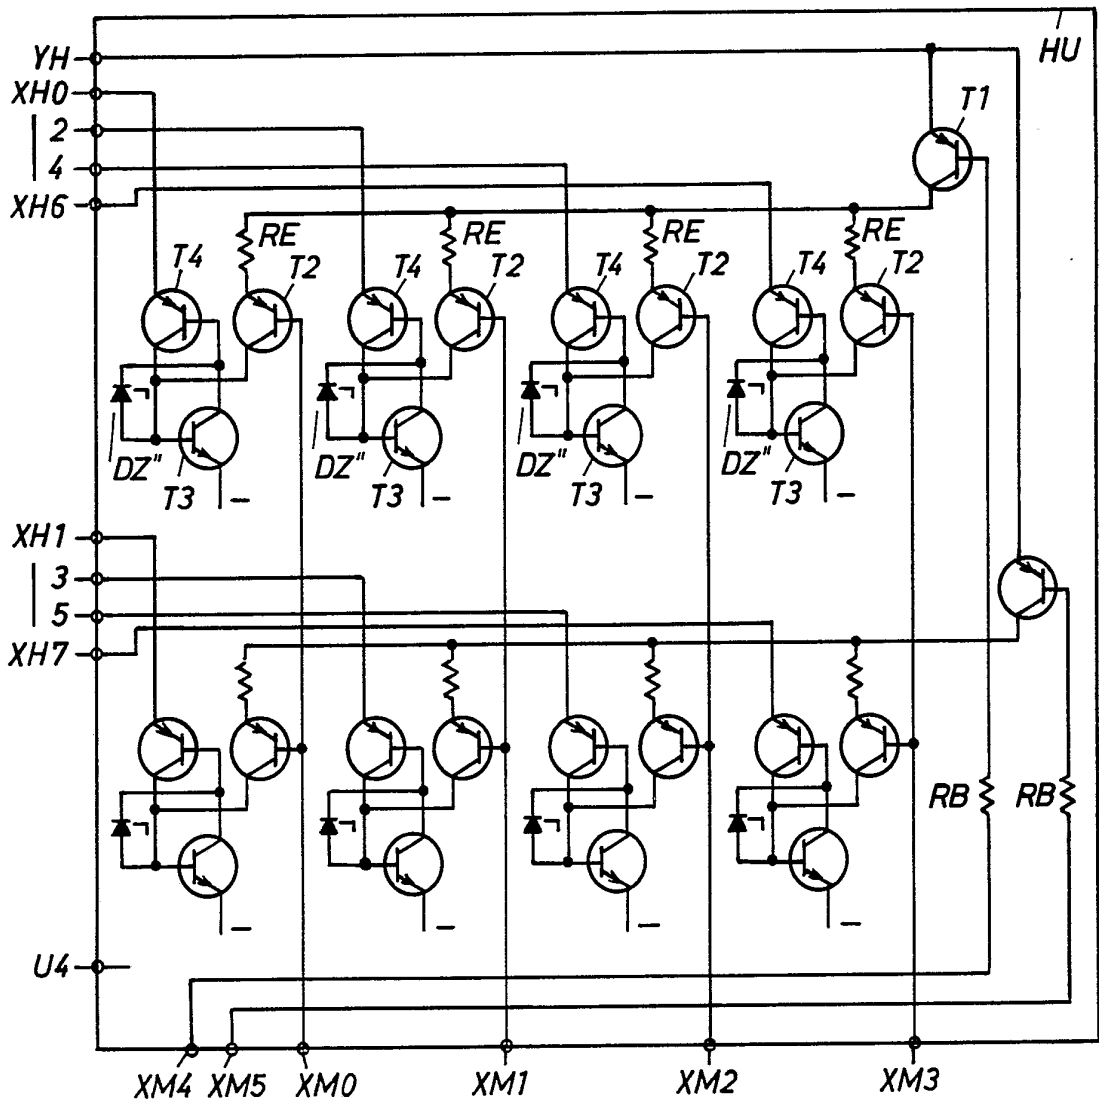 YH
HU
XH0
T1
2
4
XH6
RE
RE
RE
RE
T4
T2
T4
T2
T4
T2
T4
T2
DZ"
DZ"
DZ"
DZ"
T3
T3
T3
T3
XH1
3
5
XH7
RB
RB
U4
XM4
XM5
XM0
XM1
XM2
XM3